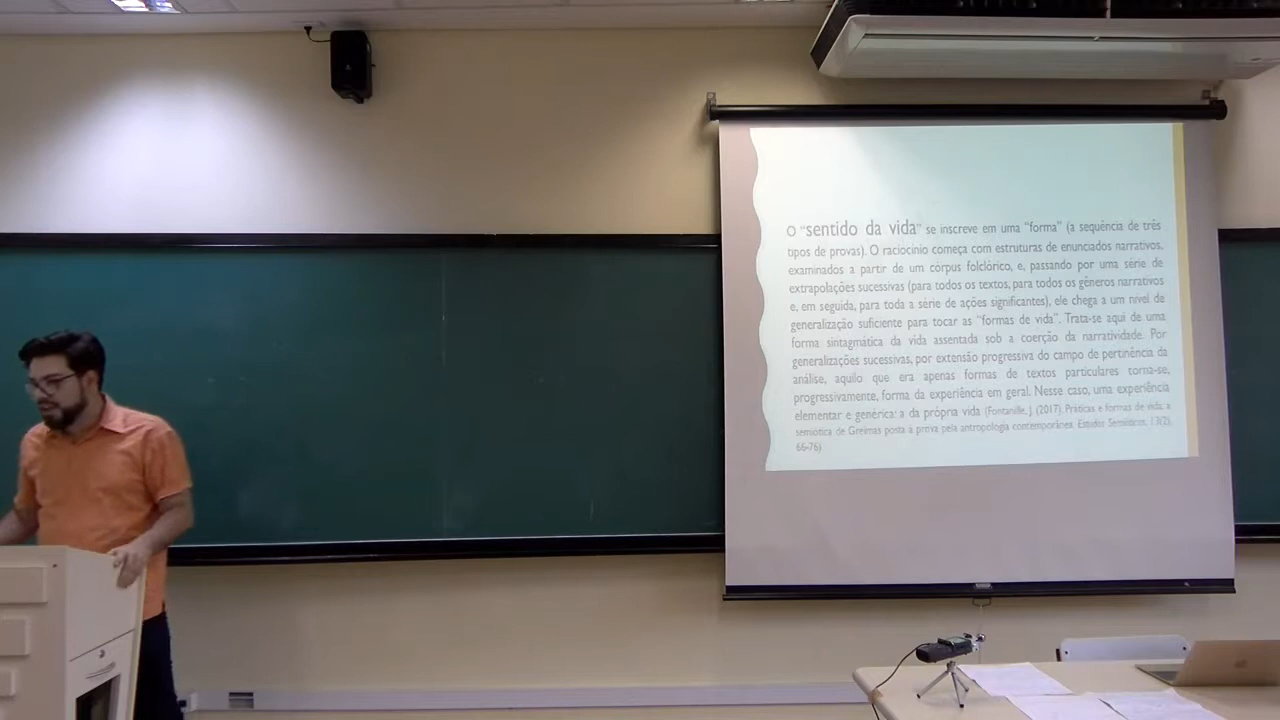 O “sentido da vida” se inscreve em uma “forma” (a sequência de três
tipos de provas). O raciocínio começa com estruturas de enunciados narrativos,
examinados a partir de um córpus folclórico, e, passando por uma série de
extrapolações sucessivas (para todos os textos, para todos os gêneros narrativos
e, em seguida, para toda a série de ações significantes), ele chega a um nível de
generalização suficiente para tocar as “formas de vida”. Trata-se aqui de uma
forma sintagmática da vida assentada sob a coerção da narratividade. Por
generalizações sucessivas, por extensão progressiva do campo de pertinência da
análise, aquilo que era apenas formas de textos particulares torna-se,
progressivamente, forma da experiência em geral. Nesse caso, uma experiência
elementar e genérica: a da própria vida (Fontanille, J. (2017). Práticas e formas de vida: a
semiótica de Greimas posta à prova pela antropologia contemporânea. Estudos Semióticos, 13(2),
66-76)